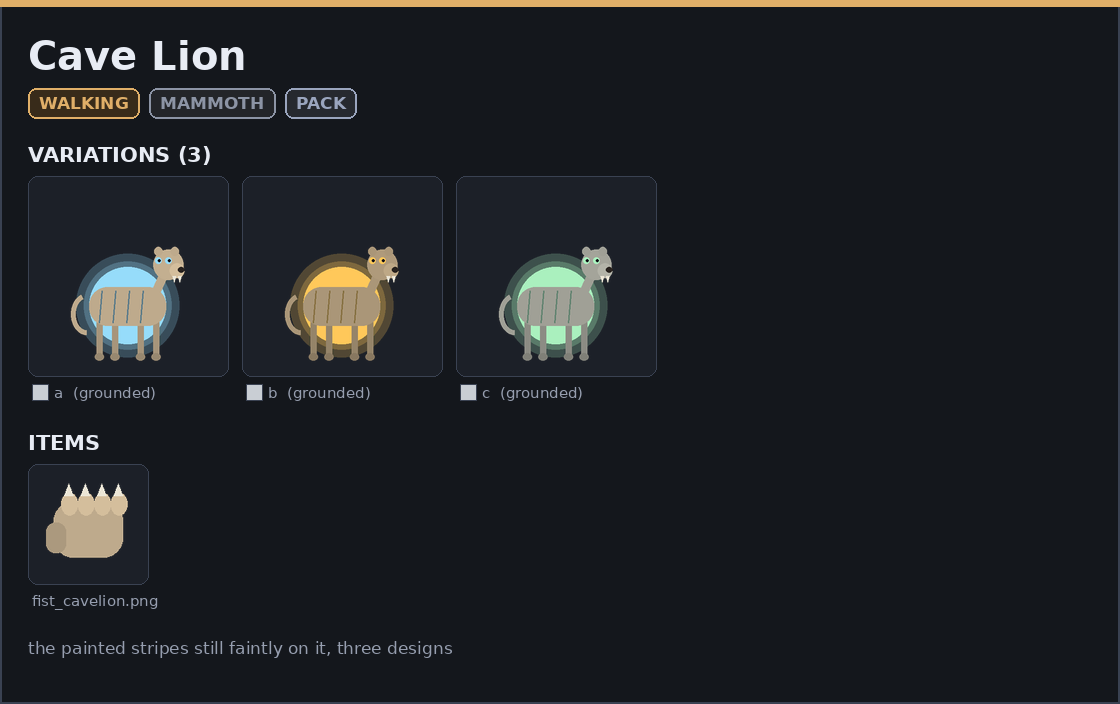 Cave Lion
WALKING MAMMOTH PACK
VARIATIONS (3)
a (grounded) b (grounded) c (grounded)
ITEMS
fist_cavelion.png
the painted stripes still faintly on it, three designs